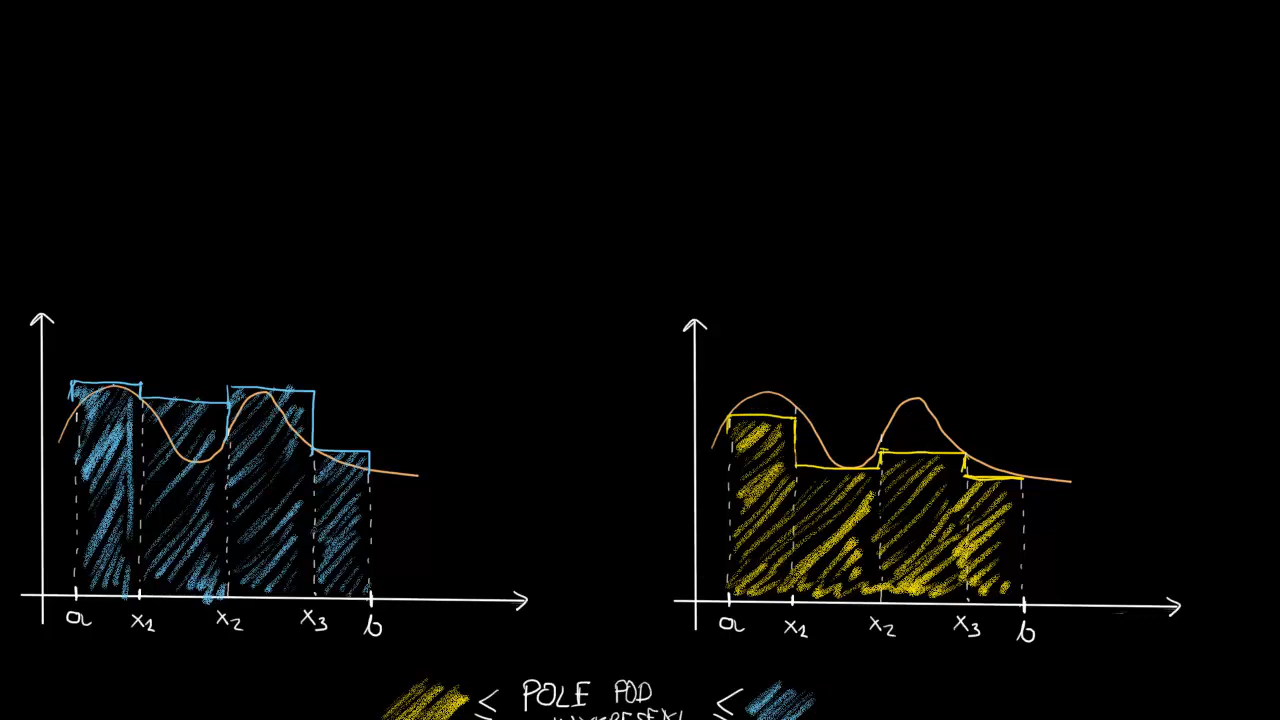 a x₁ x₂ x₃ b
a x₁ x₂ x₃ b
≤ POLE POD ≤